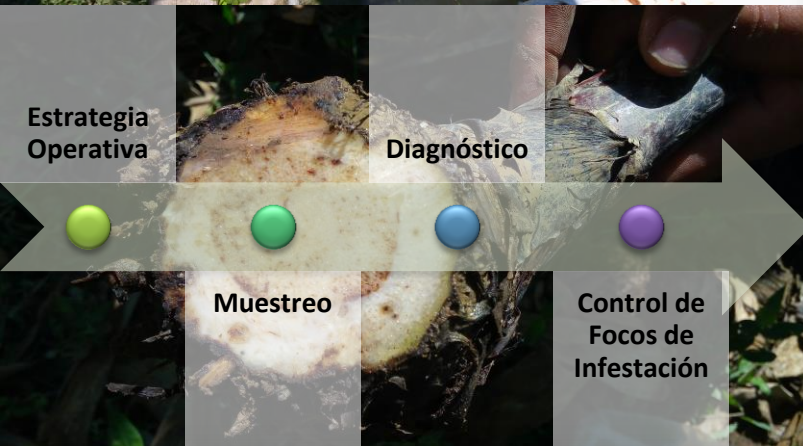 Estrategia
Operativa
Muestreo
Diagnóstico
Control de
Focos de
Infestación